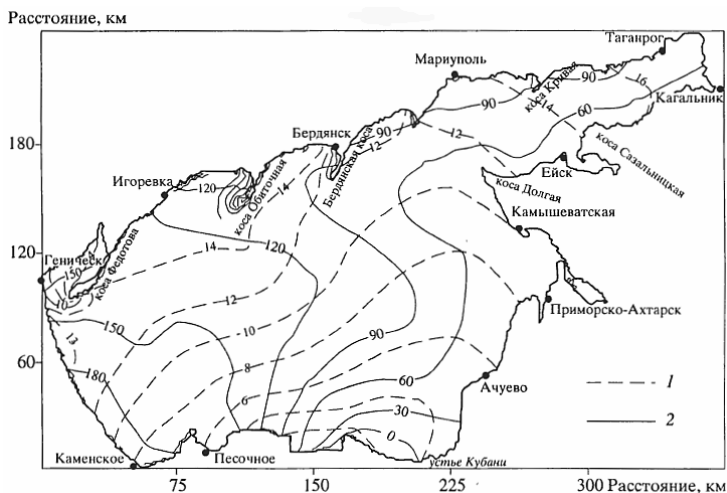 Расстояние, км
Таганрог
Мариуполь
90
16
коса Кривая
90
14
60
Кагальник
180
Бердянск
90
12
12
коса Сазальницкая
Бердянская коса
Ейск
Игоревка
120
14
коса Обиточная
коса Долгая
Камышеватская
120
Геническ
150
коса Федотова
14
120
10
12
Приморско-Ахтарск
150
10
90
13
60
180
8
60
Ачуево
1
6
30
2
0
Каменское
Песочное
устье Кубани
75
150
225
300
Расстояние, км